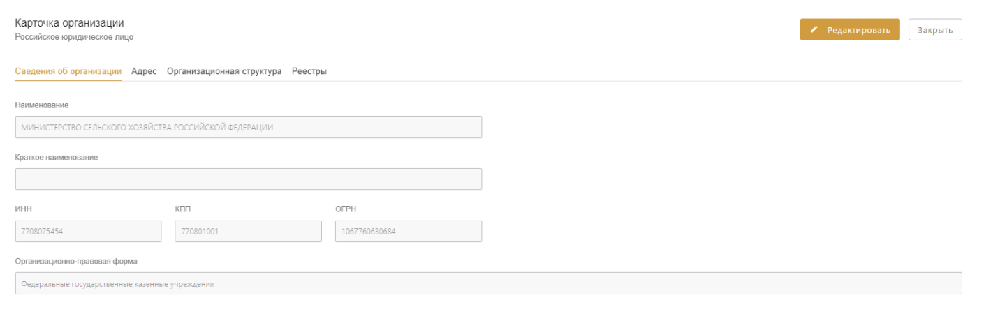 Карточка организации
Российское юридическое лицо
Редактировать Закрыть
Сведения об организации Адрес Организационная структура Реестры
Наименование
МИНИСТЕРСТВО СЕЛЬСКОГО ХОЗЯЙСТВА РОССИЙСКОЙ ФЕДЕРАЦИИ
Краткое наименование
ИНН КПП ОГРН
7708075454 770801001 1067760630684
Организационно-правовая форма
Федеральные государственные казенные учреждения